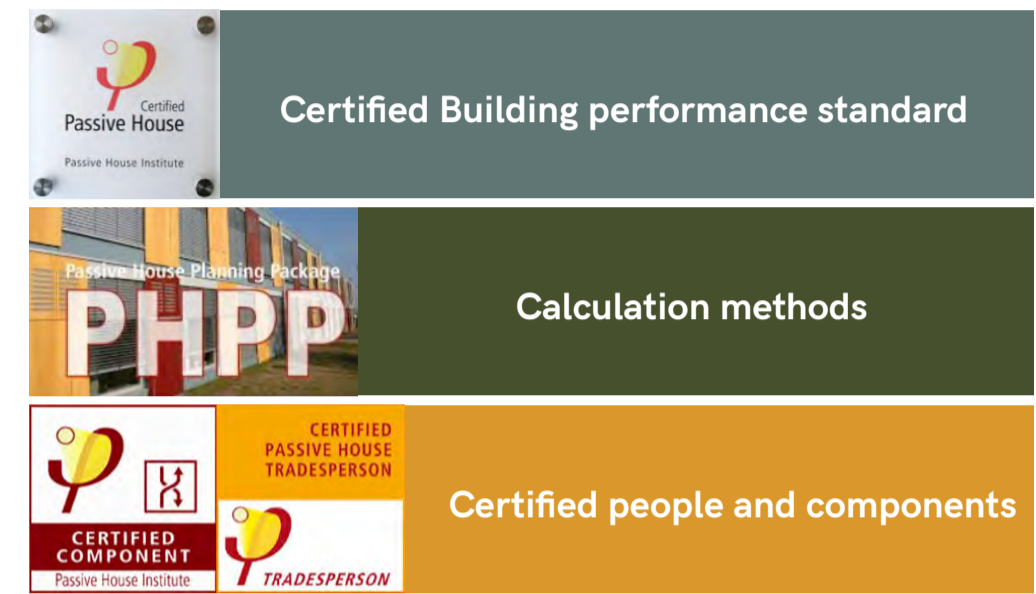 Certified
Passive House
Passive House Institute
Certified Building performance standard
Passive House Planning Package
PHPP
Calculation methods
CERTIFIED
COMPONENT
Passive House Institute
CERTIFIED
PASSIVE HOUSE
TRADESPERSON
TRADESPERSON
Certified people and components